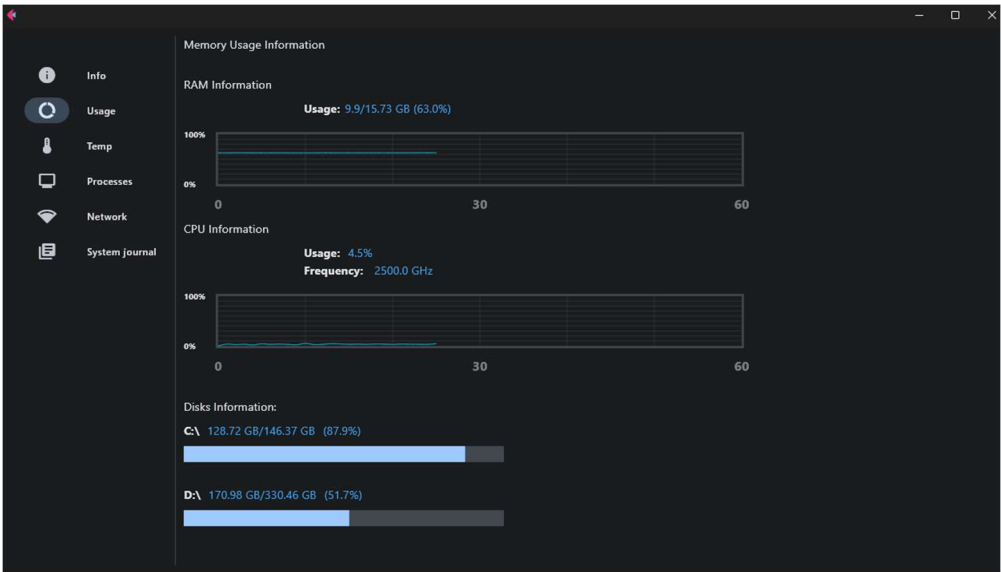 Memory Usage Information
Info
Usage
Temp
Processes
Network
System journal
RAM Information
Usage: 9.9/15.73 GB (63.0%)
100%
0%
0 30 60
CPU Information
Usage: 4.5%
Frequency: 2500.0 GHz
100%
0%
0 30 60
Disks Information:
C:\ 128.72 GB/146.37 GB (87.9%)
D:\ 170.98 GB/330.46 GB (51.7%)